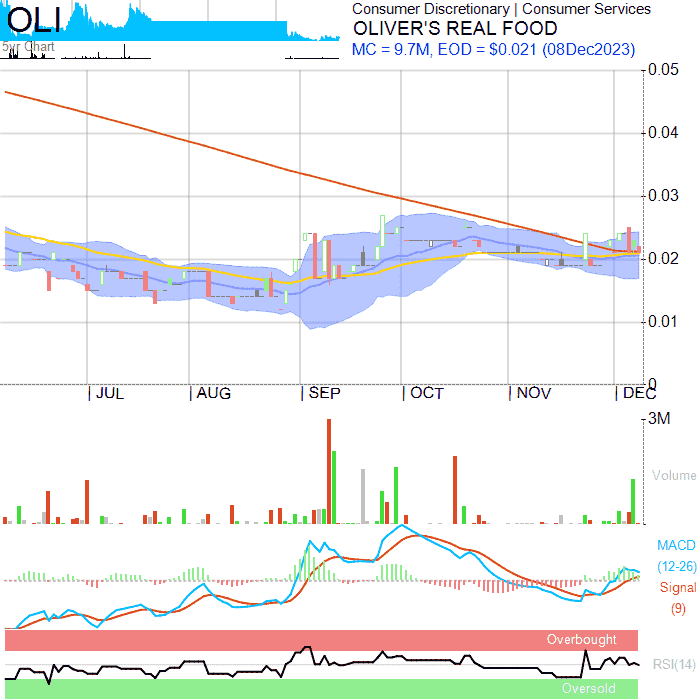 OLI
5yr Chart
Consumer Discretionary | Consumer Services
OLIVER'S REAL FOOD
MC = 9.7M, EOD = $0.021 (08Dec2023)
0.05
0.04
0.03
0.02
0.01
0
JUL AUG SEP OCT NOV DEC
3M
Volume
MACD
(12-26)
Signal
(9)
Overbought
RSI(14)
Oversold